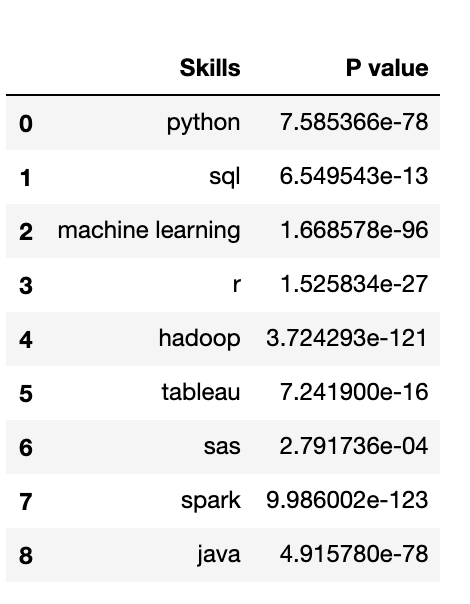 Skills P value
0 python 7.585366e-78
1 sql 6.549543e-13
2 machine learning 1.668578e-96
3 r 1.525834e-27
4 hadoop 3.724293e-121
5 tableau 7.241900e-16
6 sas 2.791736e-04
7 spark 9.986002e-123
8 java 4.915780e-78